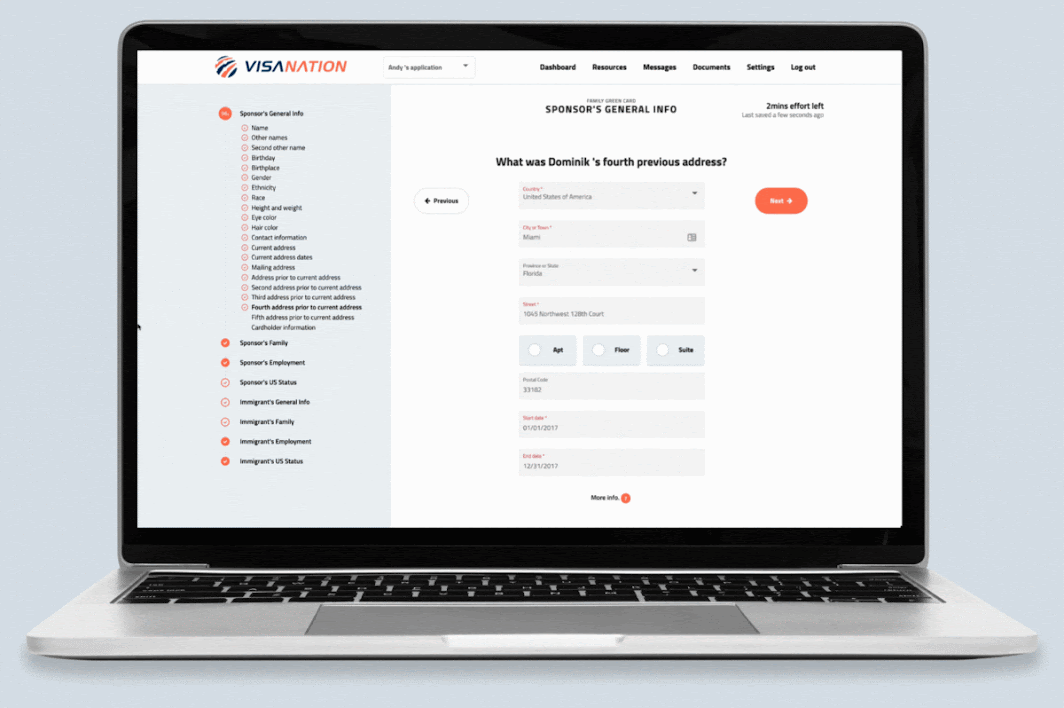 VISANATION
Andy 's application
Dashboard
Resources
Messages
Documents
Settings
Log out
Sponsor's General Info
Name
Other names
Second other name
Birthday
Birthplace
Gender
Ethnicity
Race
Height and weight
Eye color
Hair color
Contact information
Current address
Current address dates
Mailing address
Address prior to current address
Second address prior to current address
Third address prior to current address
Fourth address prior to current address
Fifth address prior to current address
Cardholder information
Sponsor's Family
Sponsor's Employment
Sponsor's US Status
Immigrant's General Info
Immigrant's Family
Immigrant's Employment
Immigrant's US Status
FAMILY GREEN CARD
SPONSOR'S GENERAL INFO
2mins effort left
Last saved a few seconds ago
What was Dominik 's fourth previous address?
Previous
Next
Country *
United States of America
City or Town *
Miami
Province or State
Florida
Street *
1045 Northwest 128th Court
Apt
Floor
Suite
Postal Code
33182
Start date *
01/01/2017
End date *
12/31/2017
More info.